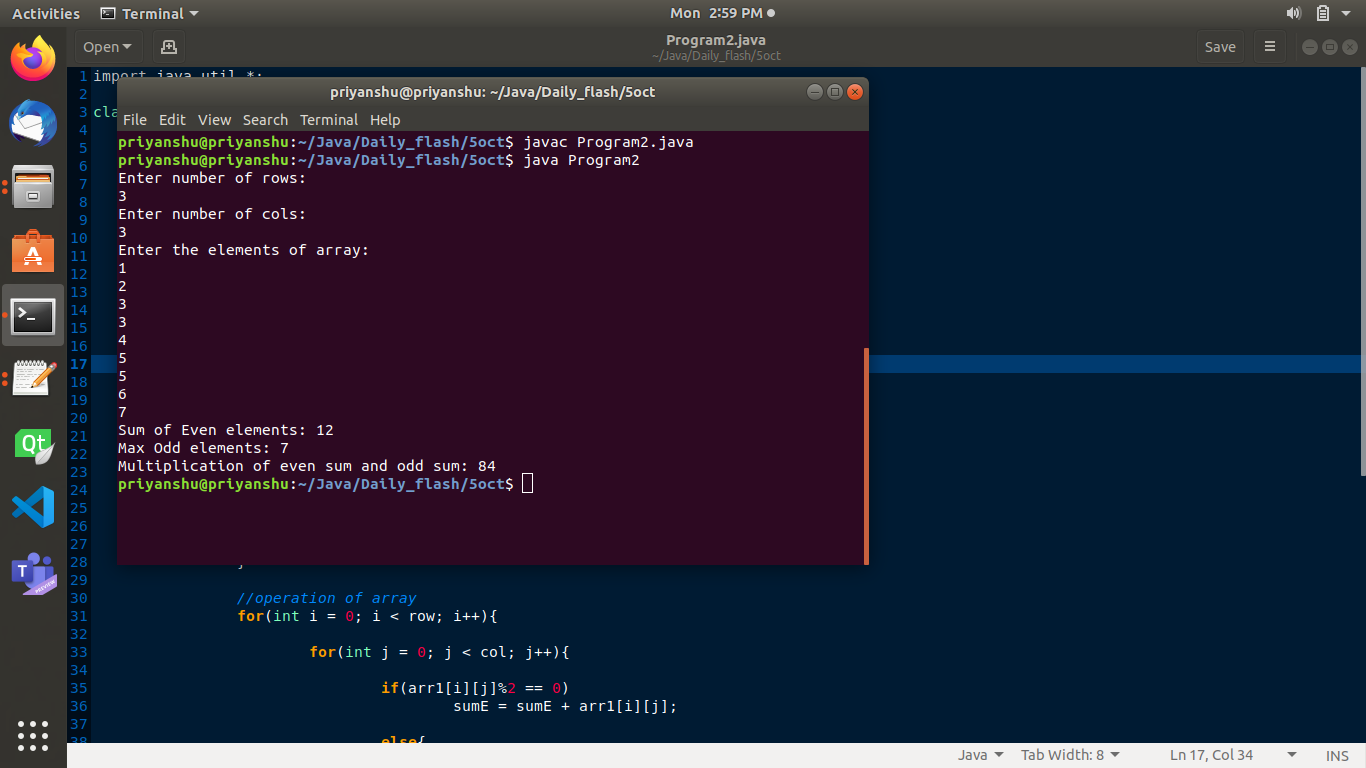 Activities Terminal Mon 2:59 PM
Open Program2.java Save
~/Java/Daily_flash/5oct
1 import java.util.*;
2
3 cla
4
5
6
7
8
9
10
11
12
13
14
15
16
17
18
19
20
21
22
23
24
25
26
27
28 }
29
30 //operation of array
31 for(int i = 0; i < row; i++){
32
33 for(int j = 0; j < col; j++){
34
35 if(arr1[i][j]%2 == 0)
36 sumE = sumE + arr1[i][j];
37
38 else{
priyanshu@priyanshu: ~/Java/Daily_flash/5oct
File Edit View Search Terminal Help
priyanshu@priyanshu:~/Java/Daily_flash/5oct$ javac Program2.java
priyanshu@priyanshu:~/Java/Daily_flash/5oct$ java Program2
Enter number of rows:
3
Enter number of cols:
3
Enter the elements of array:
1
2
3
3
4
5
5
6
7
Sum of Even elements: 12
Max Odd elements: 7
Multiplication of even sum and odd sum: 84
priyanshu@priyanshu:~/Java/Daily_flash/5oct$
Java Tab Width: 8 Ln 17, Col 34 INS
Qt
T
PREVIEW